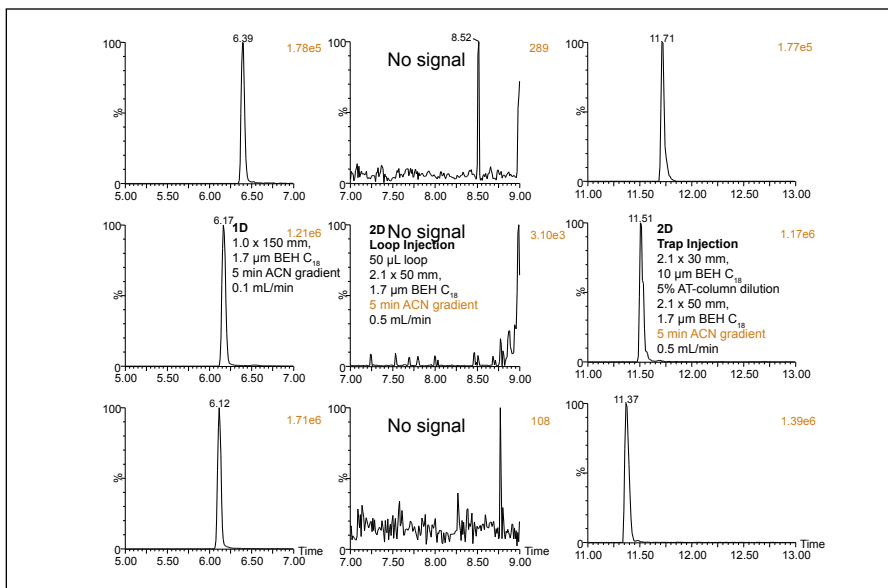 6.39
100
1.78e5
%
0
5.00 5.50 6.00 6.50 7.00
8.52
100
No signal
289
%
0
7.00 7.50 8.00 8.50 9.00
11.71
100
1.77e5
%
0
11.00 11.50 12.00 12.50 13.00
6.17
100
1.21e6
1D
1.0 x 150 mm,
1.7 µm BEH C18
5 min ACN gradient
0.1 mL/min
%
0
5.00 5.50 6.00 6.50 7.00
100
No signal
3.10e3
2D
Loop Injection
50 µL loop
2.1 x 50 mm,
1.7 µm BEH C18
5 min ACN gradient
0.5 mL/min
%
0
7.00 7.50 8.00 8.50 9.00
11.51
100
1.17e6
2D
Trap Injection
2.1 x 30 mm,
10 µm BEH C18
5% AT-column dilution
2.1 x 50 mm,
1.7 µm BEH C18
5 min ACN gradient
0.5 mL/min
%
0
11.00 11.50 12.00 12.50 13.00
6.12
100
1.71e6
%
0
Time
5.00 5.50 6.00 6.50 7.00
100
No signal
108
%
0
Time
7.00 7.50 8.00 8.50 9.00
11.37
100
1.39e6
%
0
Time
11.00 11.50 12.00 12.50 13.00